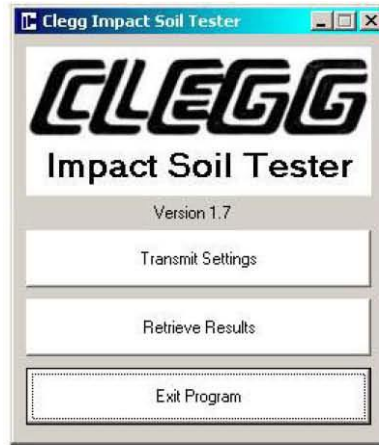 Clegg Impact Soil Tester
CLEGG
Impact Soil Tester
Version 1.7
Transmit Settings
Retrieve Results
Exit Program